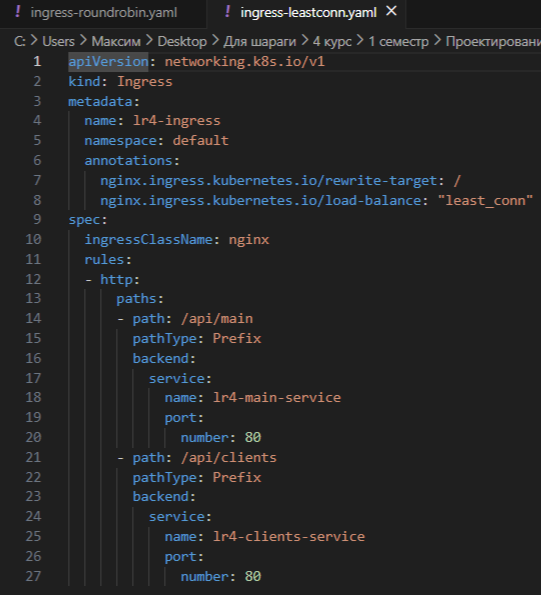 ! ingress-roundrobin.yaml ! ingress-leastconn.yaml ×
C: > Users > Максим > Desktop > Для шараги > 4 курс > 1 семестр > Проектировани
1 apiVersion: networking.k8s.io/v1
2 kind: Ingress
3 metadata:
4   name: lr4-ingress
5   namespace: default
6   annotations:
7     nginx.ingress.kubernetes.io/rewrite-target: /
8     nginx.ingress.kubernetes.io/load-balance: "least_conn"
9 spec:
10   ingressClassName: nginx
11   rules:
12   - http:
13       paths:
14       - path: /api/main
15         pathType: Prefix
16         backend:
17           service:
18             name: lr4-main-service
19             port:
20               number: 80
21       - path: /api/clients
22         pathType: Prefix
23         backend:
24           service:
25             name: lr4-clients-service
26             port:
27               number: 80